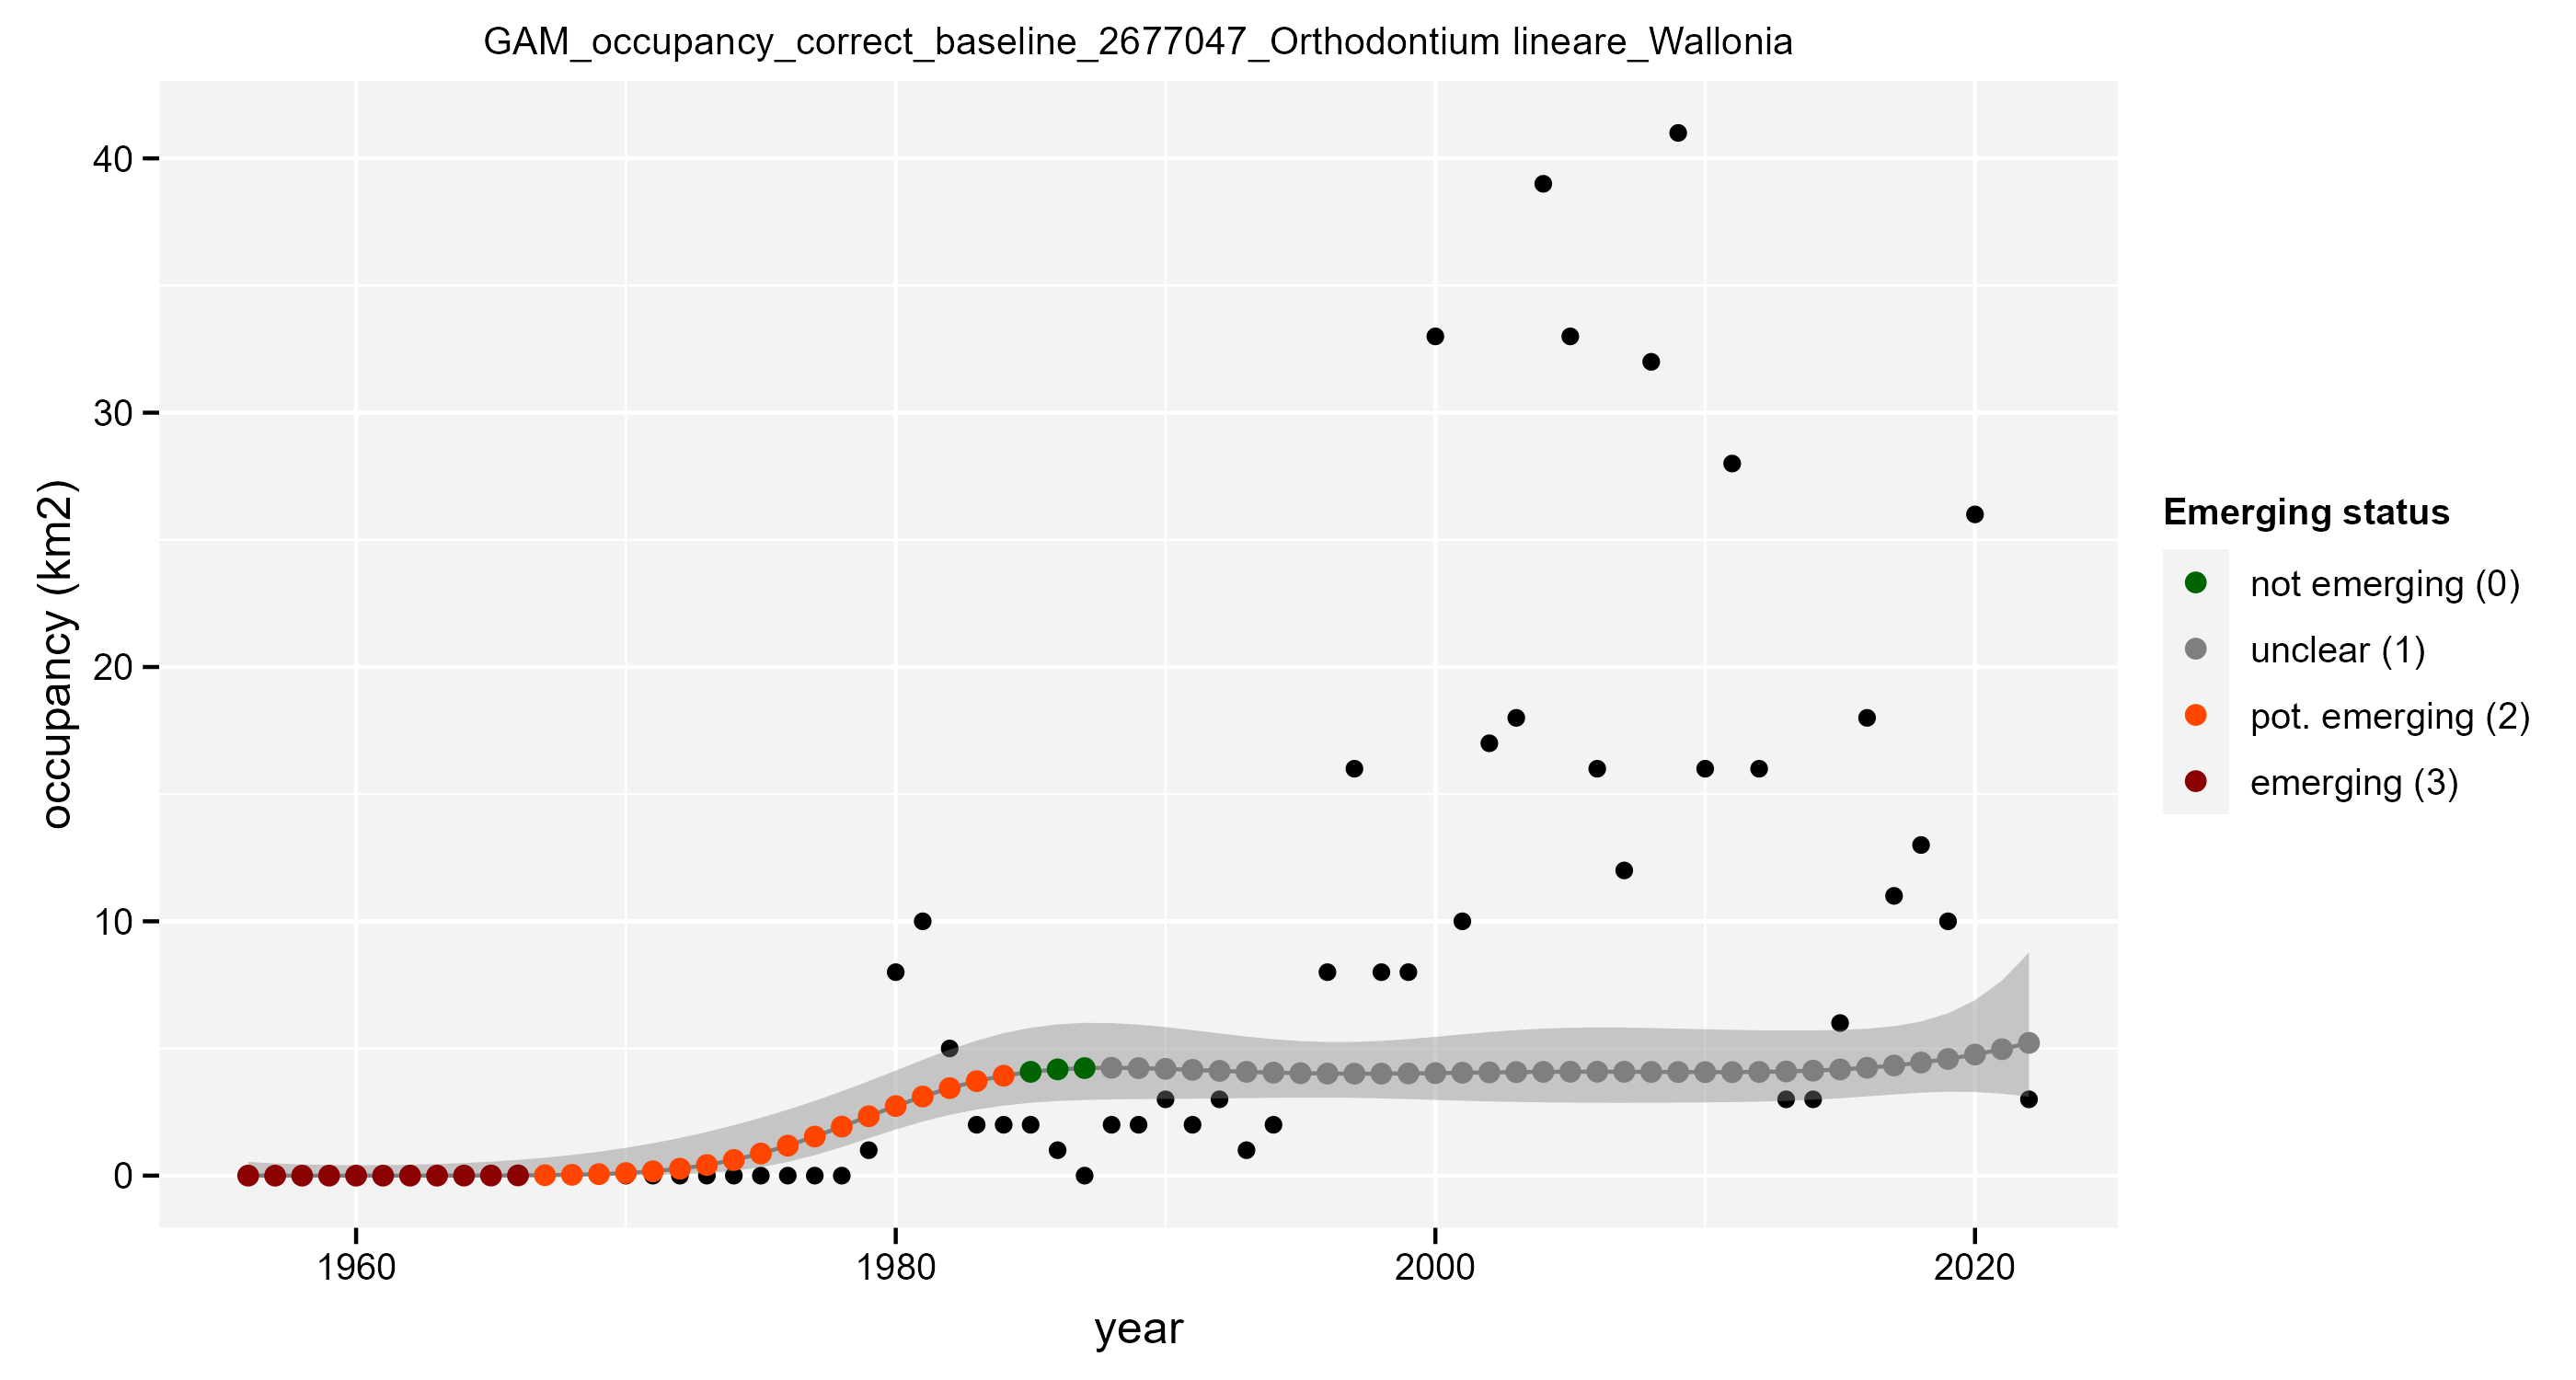 GAM_occupancy_correct_baseline_2677047_Orthodontium lineare_Wallonia
occupancy (km2)
40
30
20
10
0
1960
1980
2000
2020
year
Emerging status
not emerging (0)
unclear (1)
pot. emerging (2)
emerging (3)